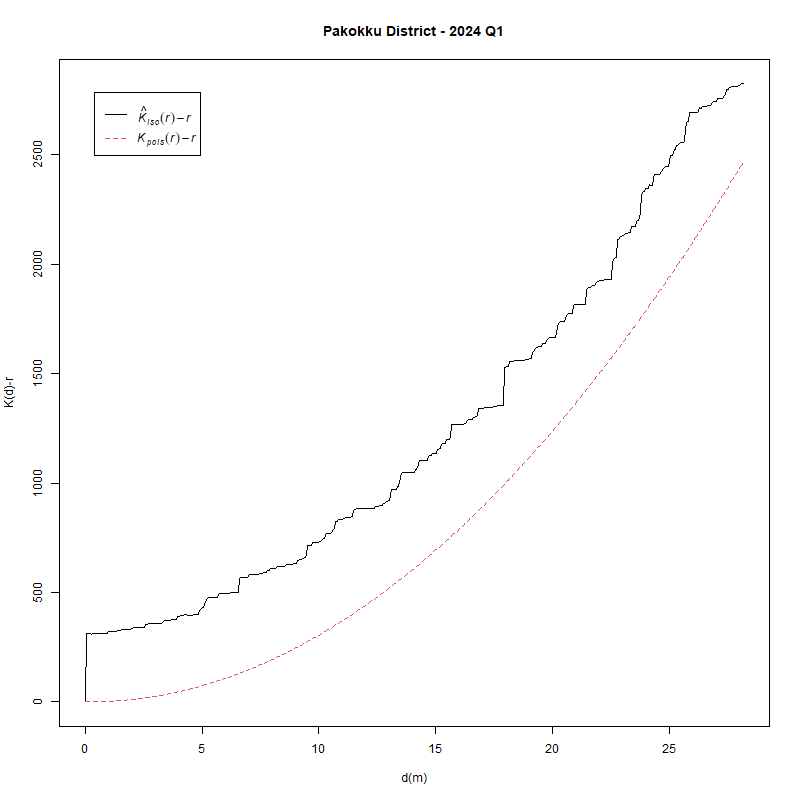 Pakokku District - 2024 Q1
K̂iso(r) − r
Kpois(r) − r
K(d)-r
2500
2000
1500
1000
500
0
0 5 10 15 20 25
d(m)